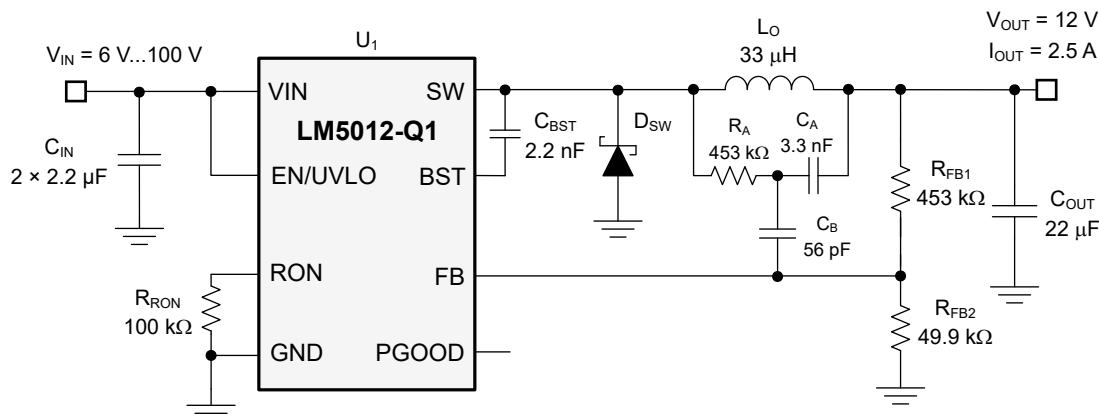 V_IN = 6 V...100 V
U_1
L_O
33 μH
V_OUT = 12 V
I_OUT = 2.5 A
VIN
SW
LM5012-Q1
C_IN
2 × 2.2 μF
EN/UVLO
BST
C_BST
2.2 nF
D_SW
R_A
453 kΩ
C_A
3.3 nF
C_B
56 pF
R_FB1
453 kΩ
C_OUT
22 μF
RON
FB
R_RON
100 kΩ
GND
PGOOD
R_FB2
49.9 kΩ